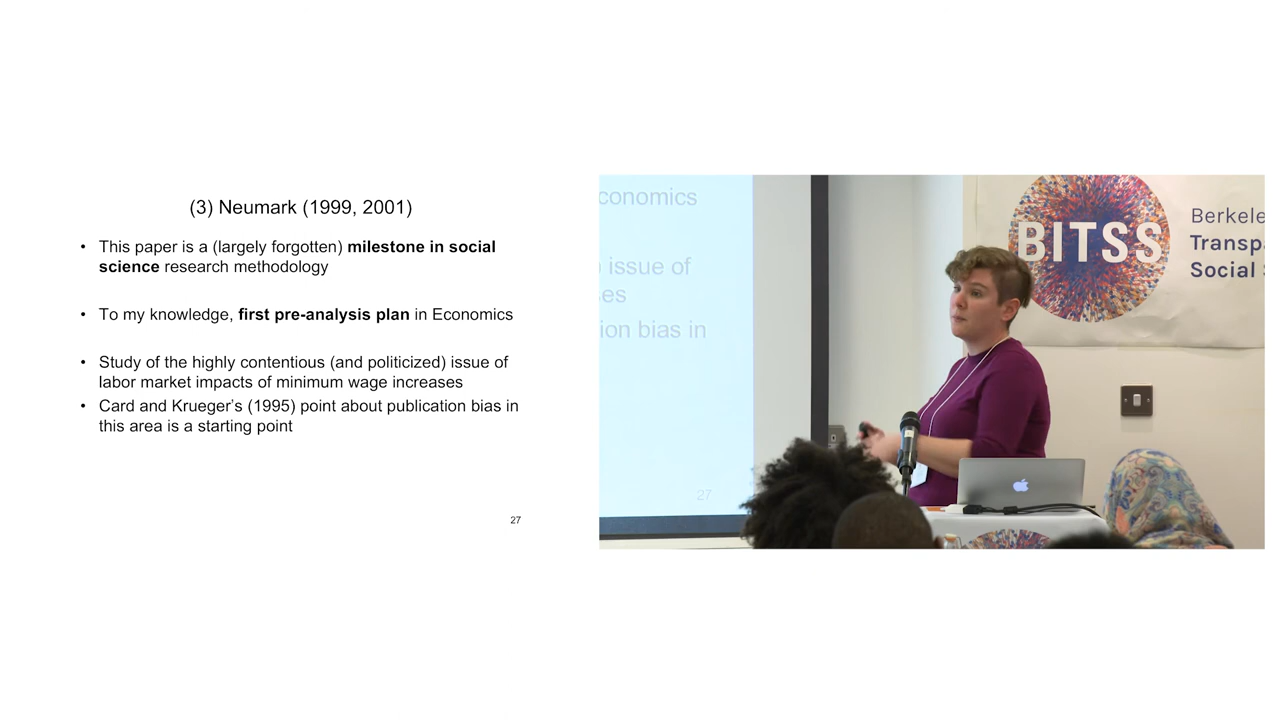 (3) Neumark (1999, 2001)
• This paper is a (largely forgotten) milestone in social
science research methodology
• To my knowledge, first pre-analysis plan in Economics
• Study of the highly contentious (and politicized) issue of
labor market impacts of minimum wage increases
• Card and Krueger's (1995) point about publication bias in
this area is a starting point
27
conomics
issue of
es
ion bias in
27
BITSS
Berkele
Transpa
Social